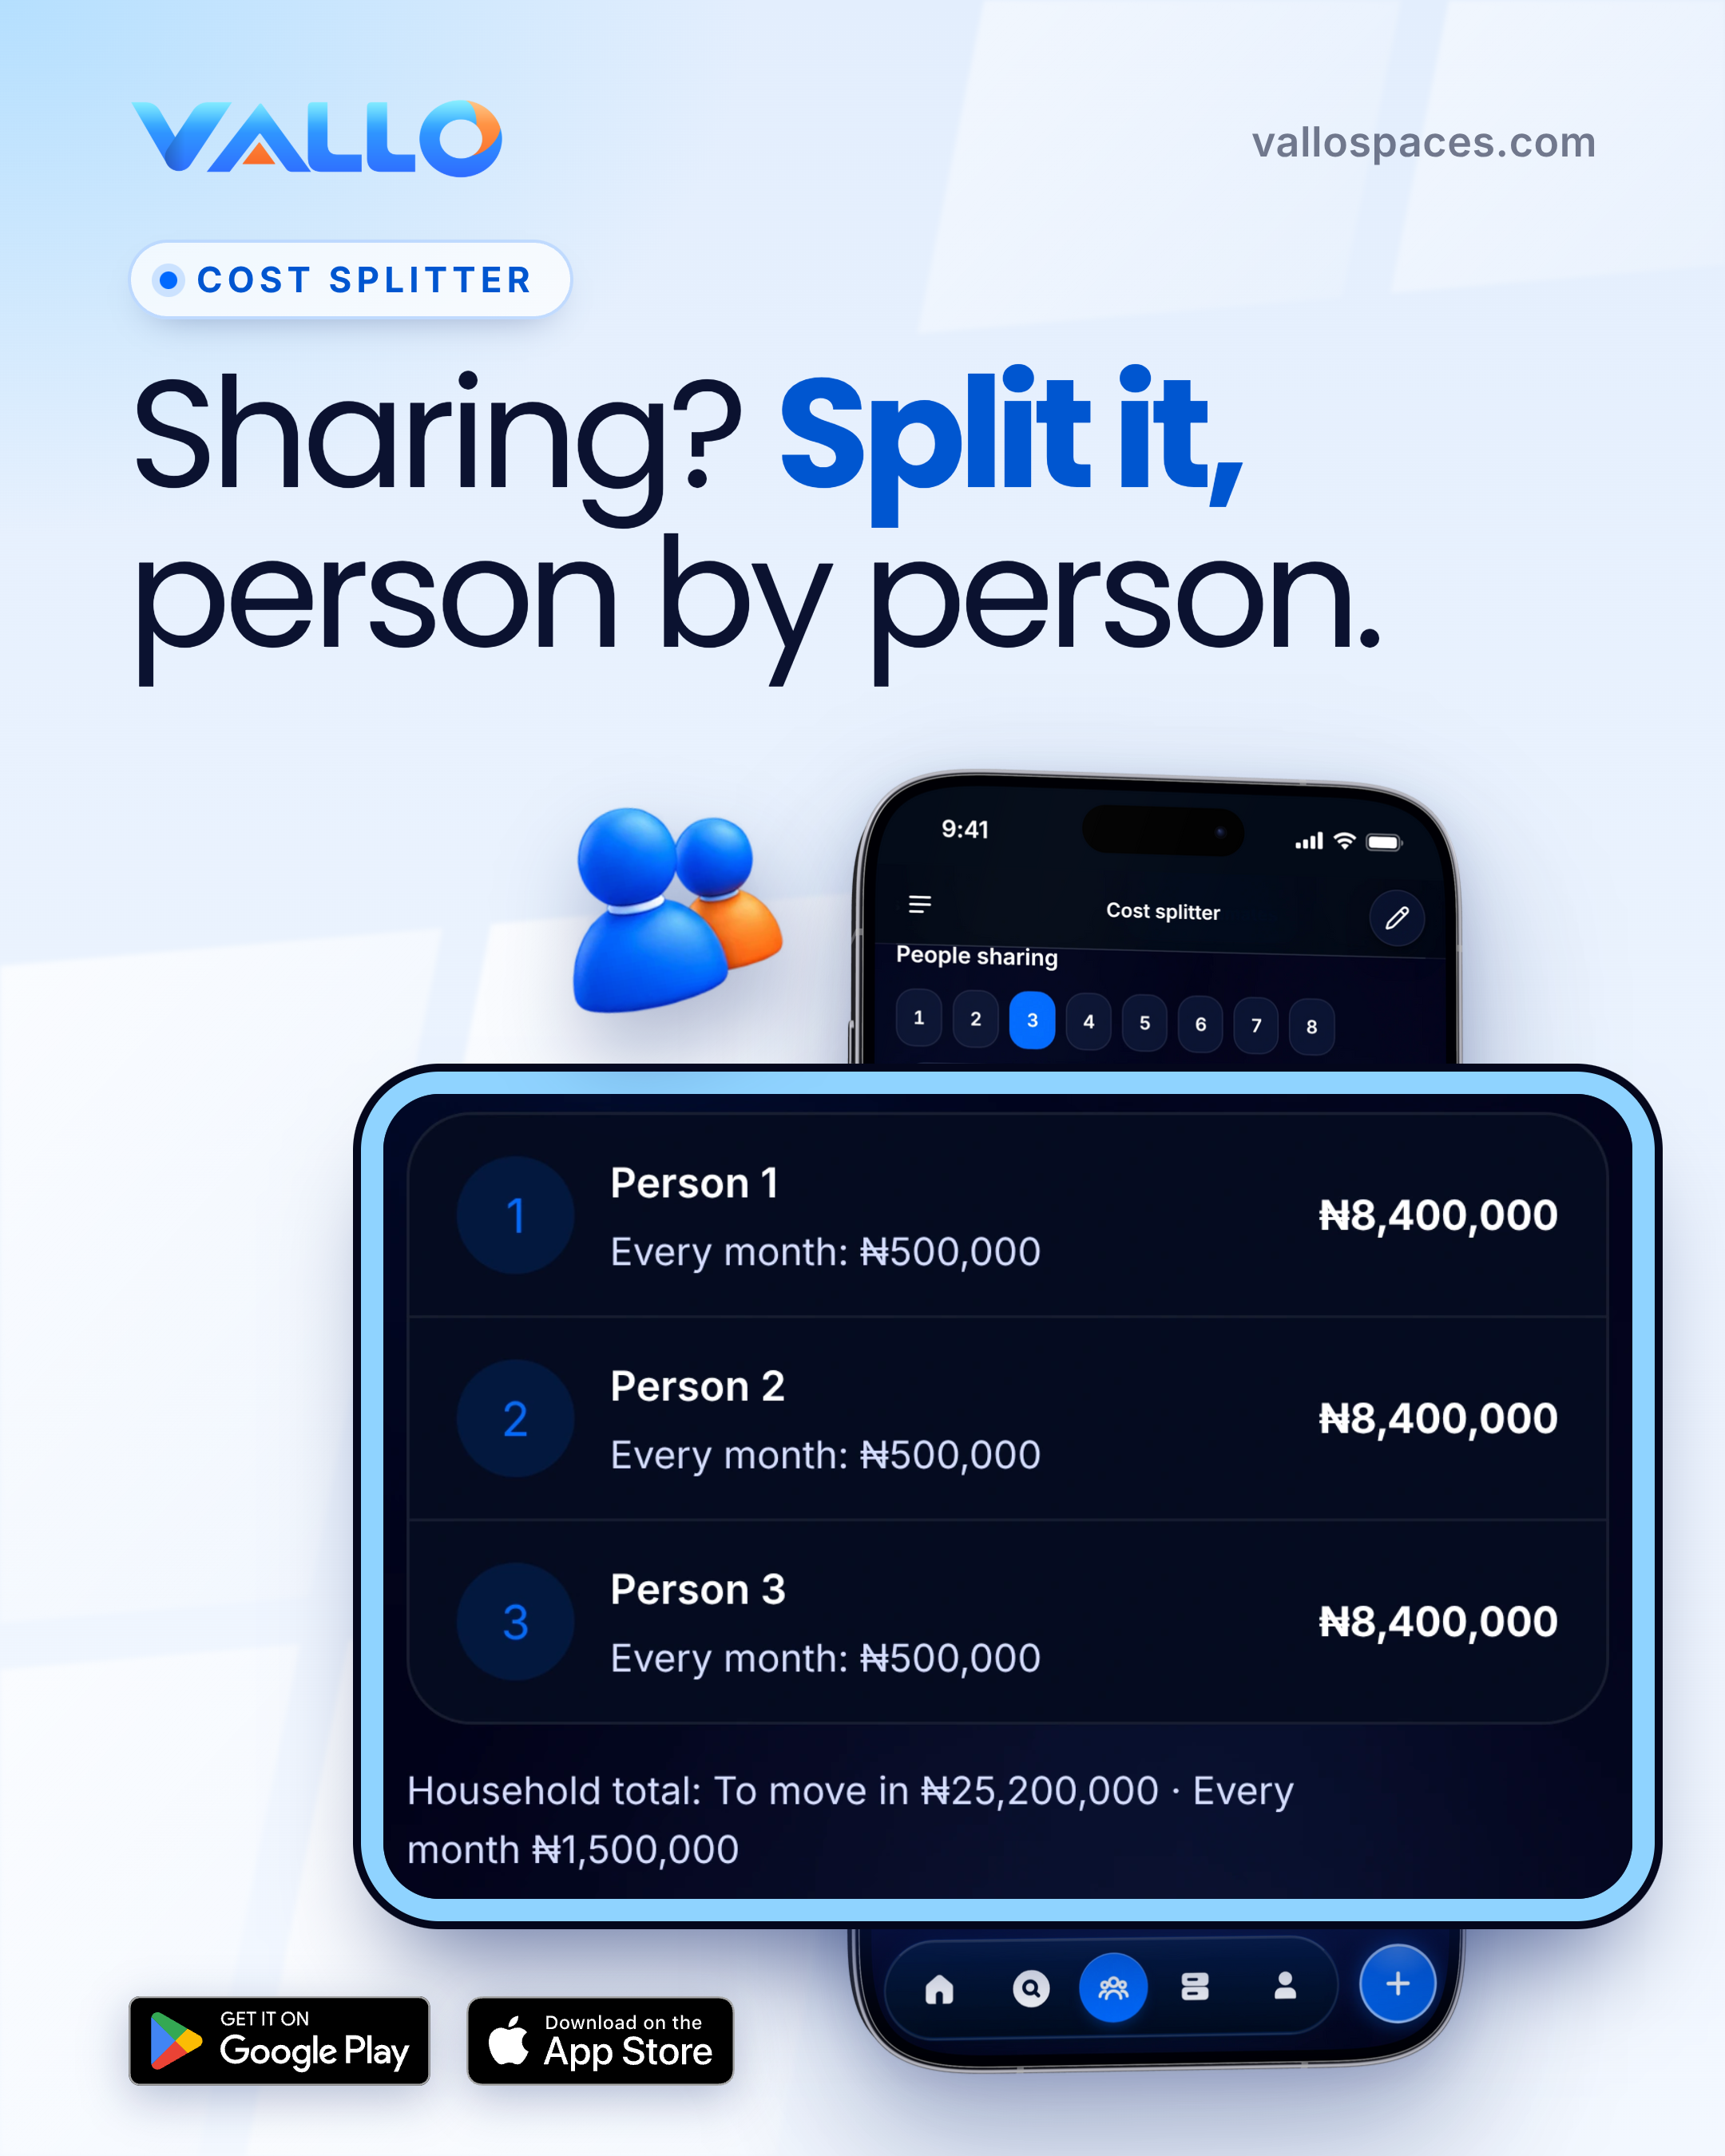 VALLO
vallospaces.com
COST SPLITTER
Sharing? Split it,
person by person.
9:41
Cost splitter
People sharing
1 2 3 4 5 6 7 8
1
Person 1
Every month: ₦500,000
₦8,400,000
2
Person 2
Every month: ₦500,000
₦8,400,000
3
Person 3
Every month: ₦500,000
₦8,400,000
Household total: To move in ₦25,200,000 · Every
month ₦1,500,000
GET IT ON
Google Play
Download on the
App Store